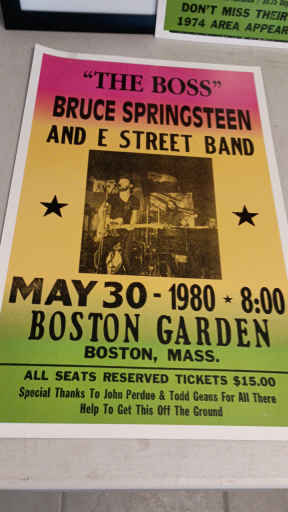 DON'T MISS THEIR
1974 AREA APPEAR
"THE BOSS"
BRUCE SPRINGSTEEN
AND E STREET BAND
MAY 30 - 1980 ★ 8:00
BOSTON GARDEN
BOSTON, MASS.
ALL SEATS RESERVED TICKETS $15.00
Special Thanks To John Perdue & Todd Geans For All There
Help To Get This Off The Ground